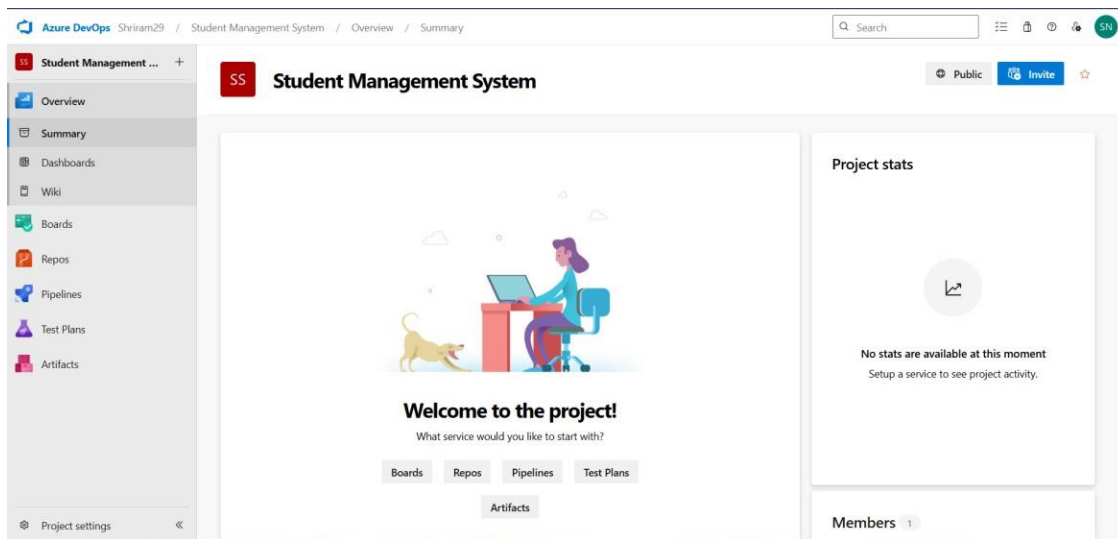 Azure DevOps Shriram29 / Student Management System / Overview / Summary
Search
SN
SS Student Management ... +
Overview
Summary
Dashboards
Wiki
Boards
Repos
Pipelines
Test Plans
Artifacts
Project settings
SS Student Management System
Public
Invite
Welcome to the project!
What service would you like to start with?
Boards Repos Pipelines Test Plans
Artifacts
Project stats
No stats are available at this moment
Setup a service to see project activity.
Members 1